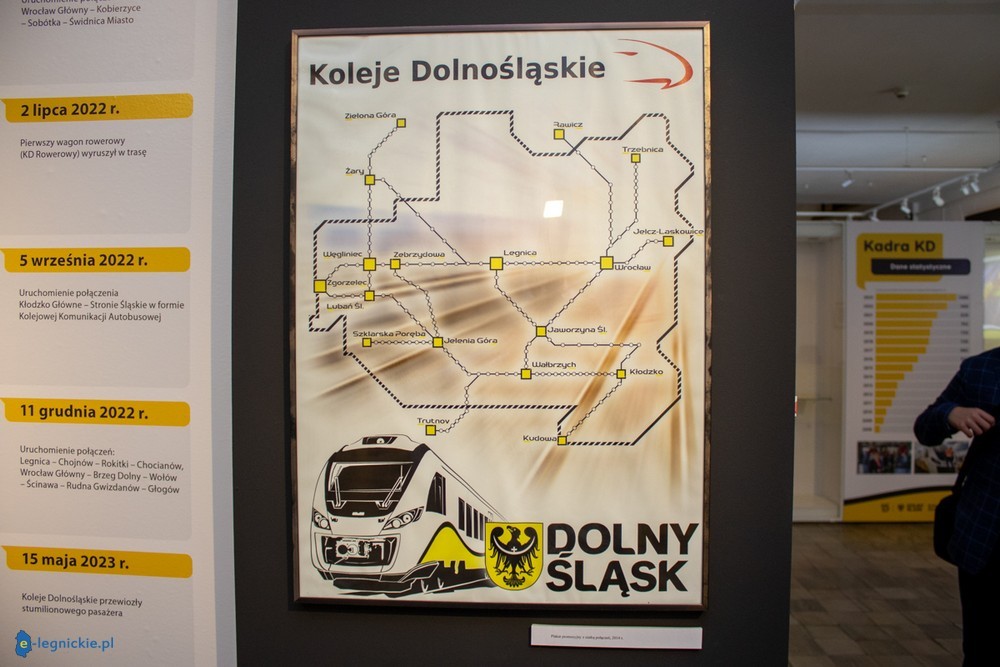 Uruchomienie połączeń
Wrocław Główny – Kobierzyce
– Sobótka – Świdnica Miasto
2 lipca 2022 r.
Pierwszy wagon rowerowy
(KD Rowerowy) wyruszył w trasę
5 września 2022 r.
Uruchomienie połączenia
Kłodzko Główne – Stronie Śląskie w formie
Kolejowej Komunikacji Autobusowej
11 grudnia 2022 r.
Uruchomienie połączeń:
Legnica – Chojnów – Rokitki – Chocianów,
Wrocław Główny – Brzeg Dolny – Wołów
– Ścinawa – Rudna Gwizdanów – Głogów
15 maja 2023 r.
Koleje Dolnośląskie przewiozły
stumilionowego pasażera
e-legnickie.pl
Koleje Dolnośląskie
Zielona Góra
Rawicz
Trzebnica
Żary
Jelcz-Laskowice
Węgliniec
Zebrzydowa
Legnica
Wrocław
Zgorzelec
Lubań Śl.
Szklarska Poręba
Jelenia Góra
Jaworzyna Śl.
Wałbrzych
Kłodzko
Trutnov
Kudowa
DOLNY
ŚLĄSK
Kadra KD
Dane statystyczne